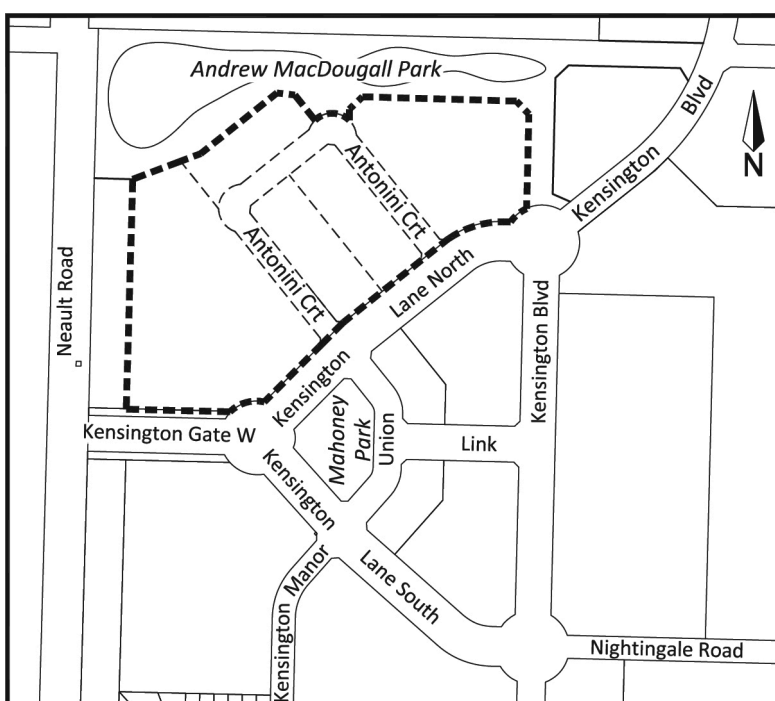 Andrew MacDougall Park
Kensington Blvd
N
Antonini Crt
Antonini Crt
Neault Road
Kensington Lane North
Kensington Blvd
Kensington Gate W
Mahoney
Park
Union
Link
Kensington Lane South
Kensington Manor
Nightingale Road